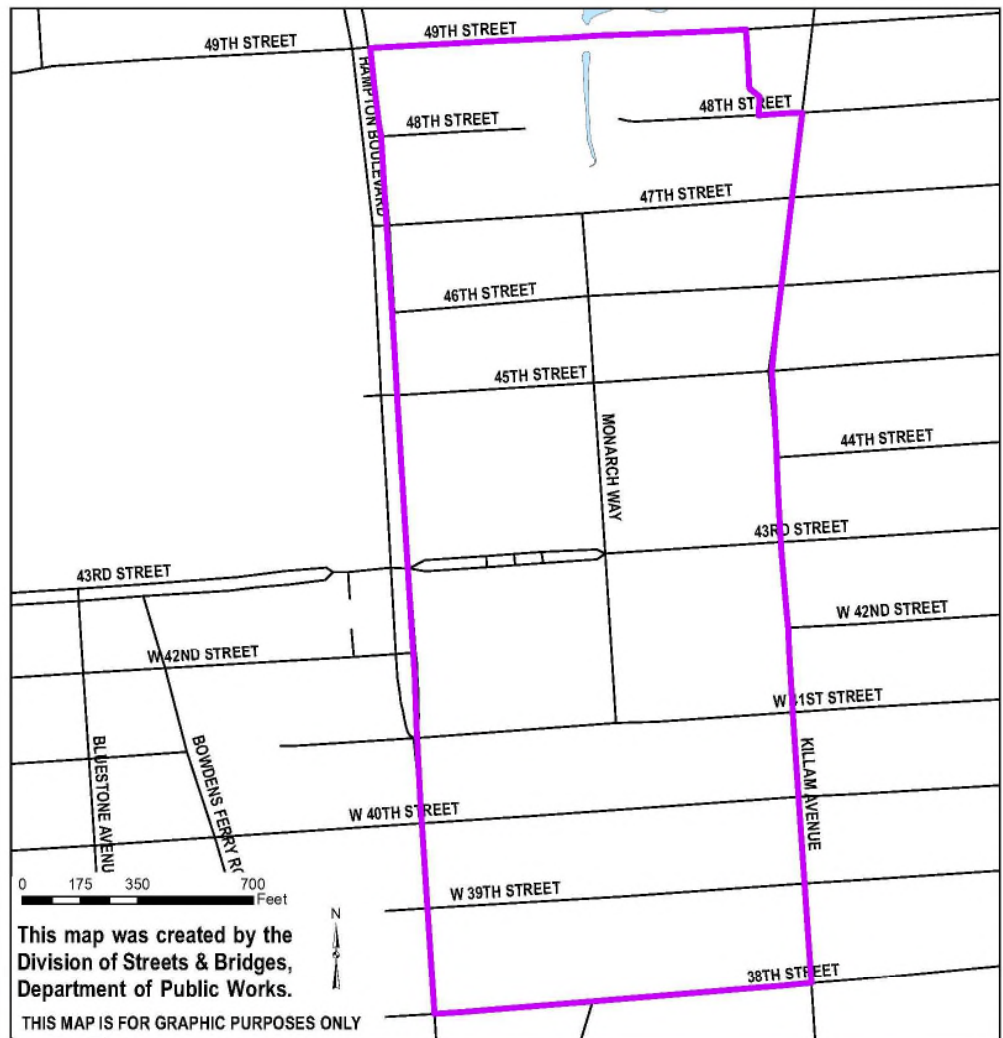 49TH STREET
49TH STREET
HAMPTON BOULEVARD
48TH STREET
48TH STREET
47TH STREET
46TH STREET
45TH STREET
MONARCH WAY
44TH STREET
43RD STREET
43RD STREET
W 42ND STREET
W 42ND STREET
W 41ST STREET
BLUESTONE AVENU
BOWDENS FERRY RO
KILLAM AVENUE
W 40TH STREET
W 39TH STREET
38TH STREET
0 175 350 700
Feet
N
This map was created by the
Division of Streets & Bridges,
Department of Public Works.
THIS MAP IS FOR GRAPHIC PURPOSES ONLY